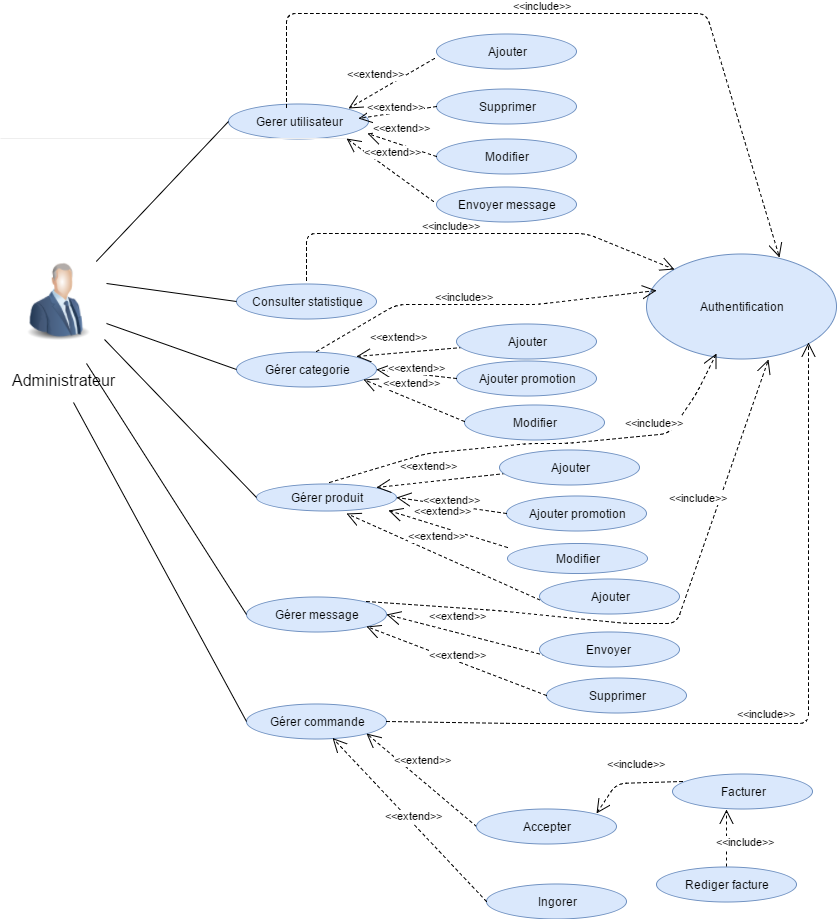 <<include>>
Ajouter
<<extend>>
Supprimer
<<extend>>
Gerer utilisateur
<<extend>>
Modifier
<<extend>>
Envoyer message
<<include>>
Consulter statistique
<<include>>
Authentification
<<extend>>
Ajouter
Gérer categorie
<<extend>>
Ajouter promotion
<<extend>>
Administrateur
Modifier
<<include>>
<<extend>>
Ajouter
Gérer produit
<<extend>>
<<include>>
<<extend>>
Ajouter promotion
<<extend>>
Modifier
Ajouter
Gérer message
<<extend>>
Envoyer
<<extend>>
Supprimer
Gérer commande
<<include>>
<<extend>>
<<include>>
Facturer
<<extend>>
Accepter
<<include>>
Rediger facture
Ingorer